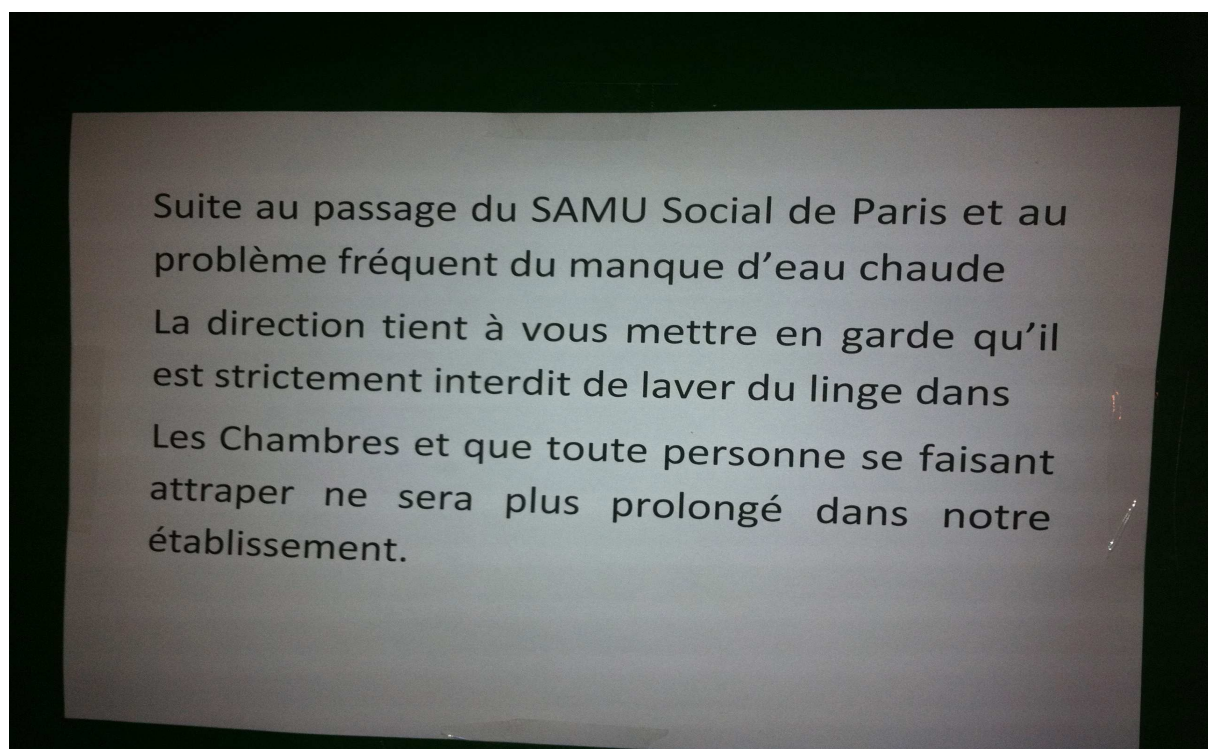 Suite au passage du SAMU Social de Paris et au
problème fréquent du manque d’eau chaude
La direction tient à vous mettre en garde qu’il
est strictement interdit de laver du linge dans
Les Chambres et que toute personne se faisant
attraper ne sera plus prolongé dans notre
établissement.